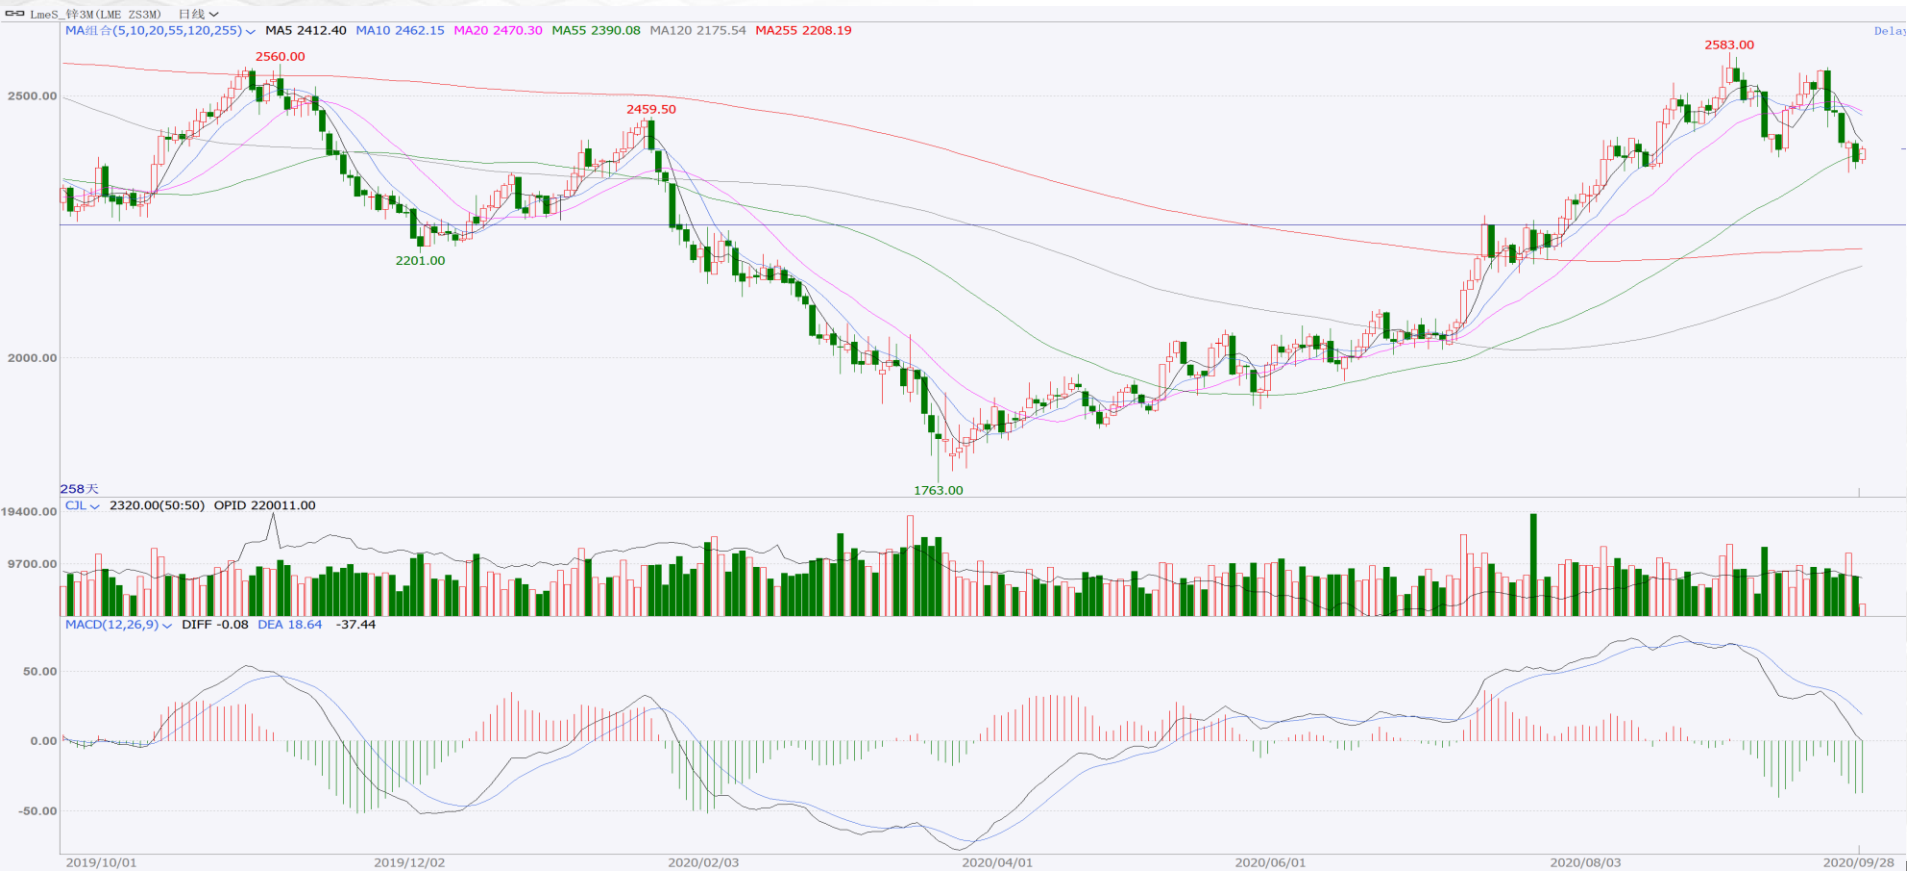 LmeS_锌3M(LME ZS3M) 日线
MA组合(5,10,20,55,120,255) MA5 2412.40 MA10 2462.15 MA20 2470.30 MA55 2390.08 MA120 2175.54 MA255 2208.19
Delay
2583.00
2560.00
2500.00
2459.50
2201.00
2000.00
258天
1763.00
CJL 2320.00(50:50) OPID 220011.00
19400.00
9700.00
MACD(12,26,9) DIFF -0.08 DEA 18.64 -37.44
50.00
0.00
-50.00
2019/10/01 2019/12/02 2020/02/03 2020/04/01 2020/06/01 2020/08/03 2020/09/28